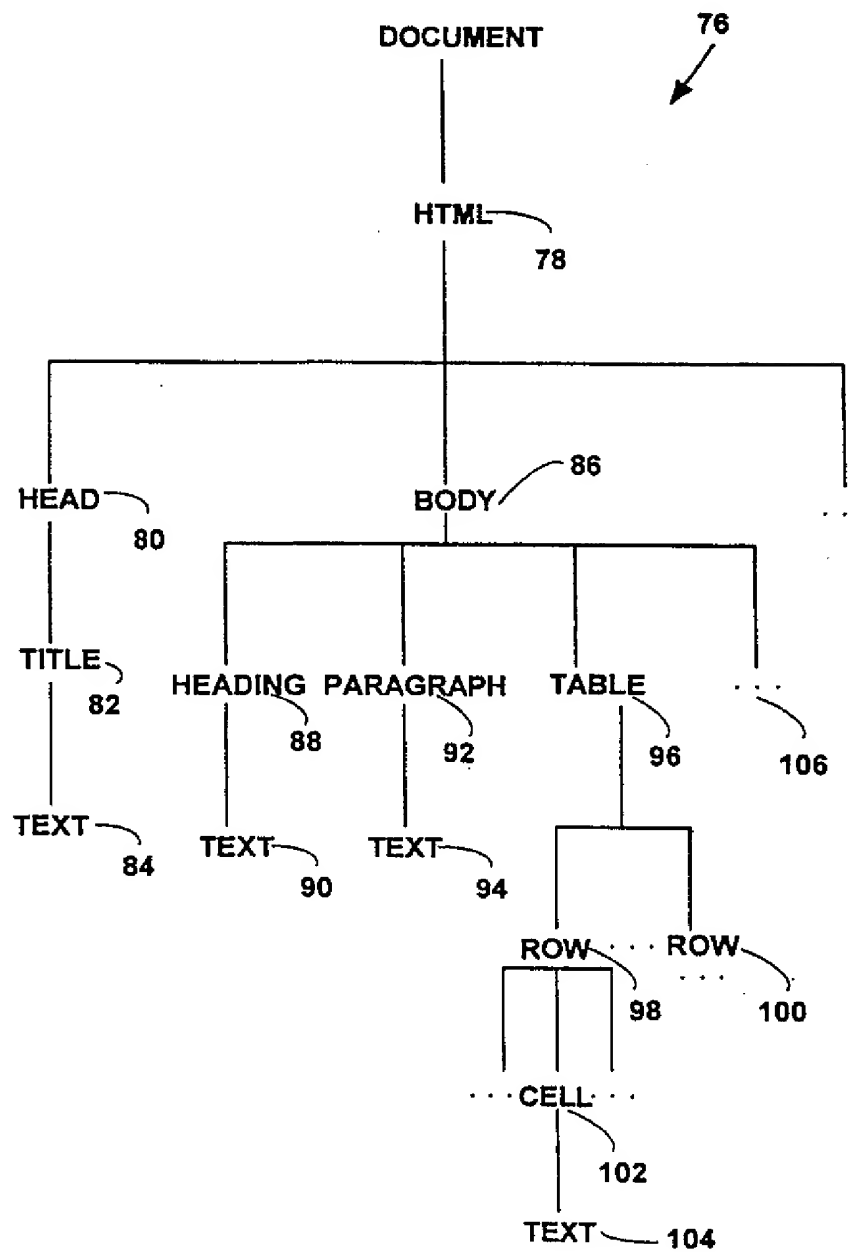 DOCUMENT 76
HTML
78
HEAD BODY 86
80
TITLE
82
HEADING PARAGRAPH TABLE . . .
88 92 96 106
TEXT TEXT TEXT
84 90 94
ROW . . . ROW
. . .
98 100
. . . CELL . . .
102
TEXT 104